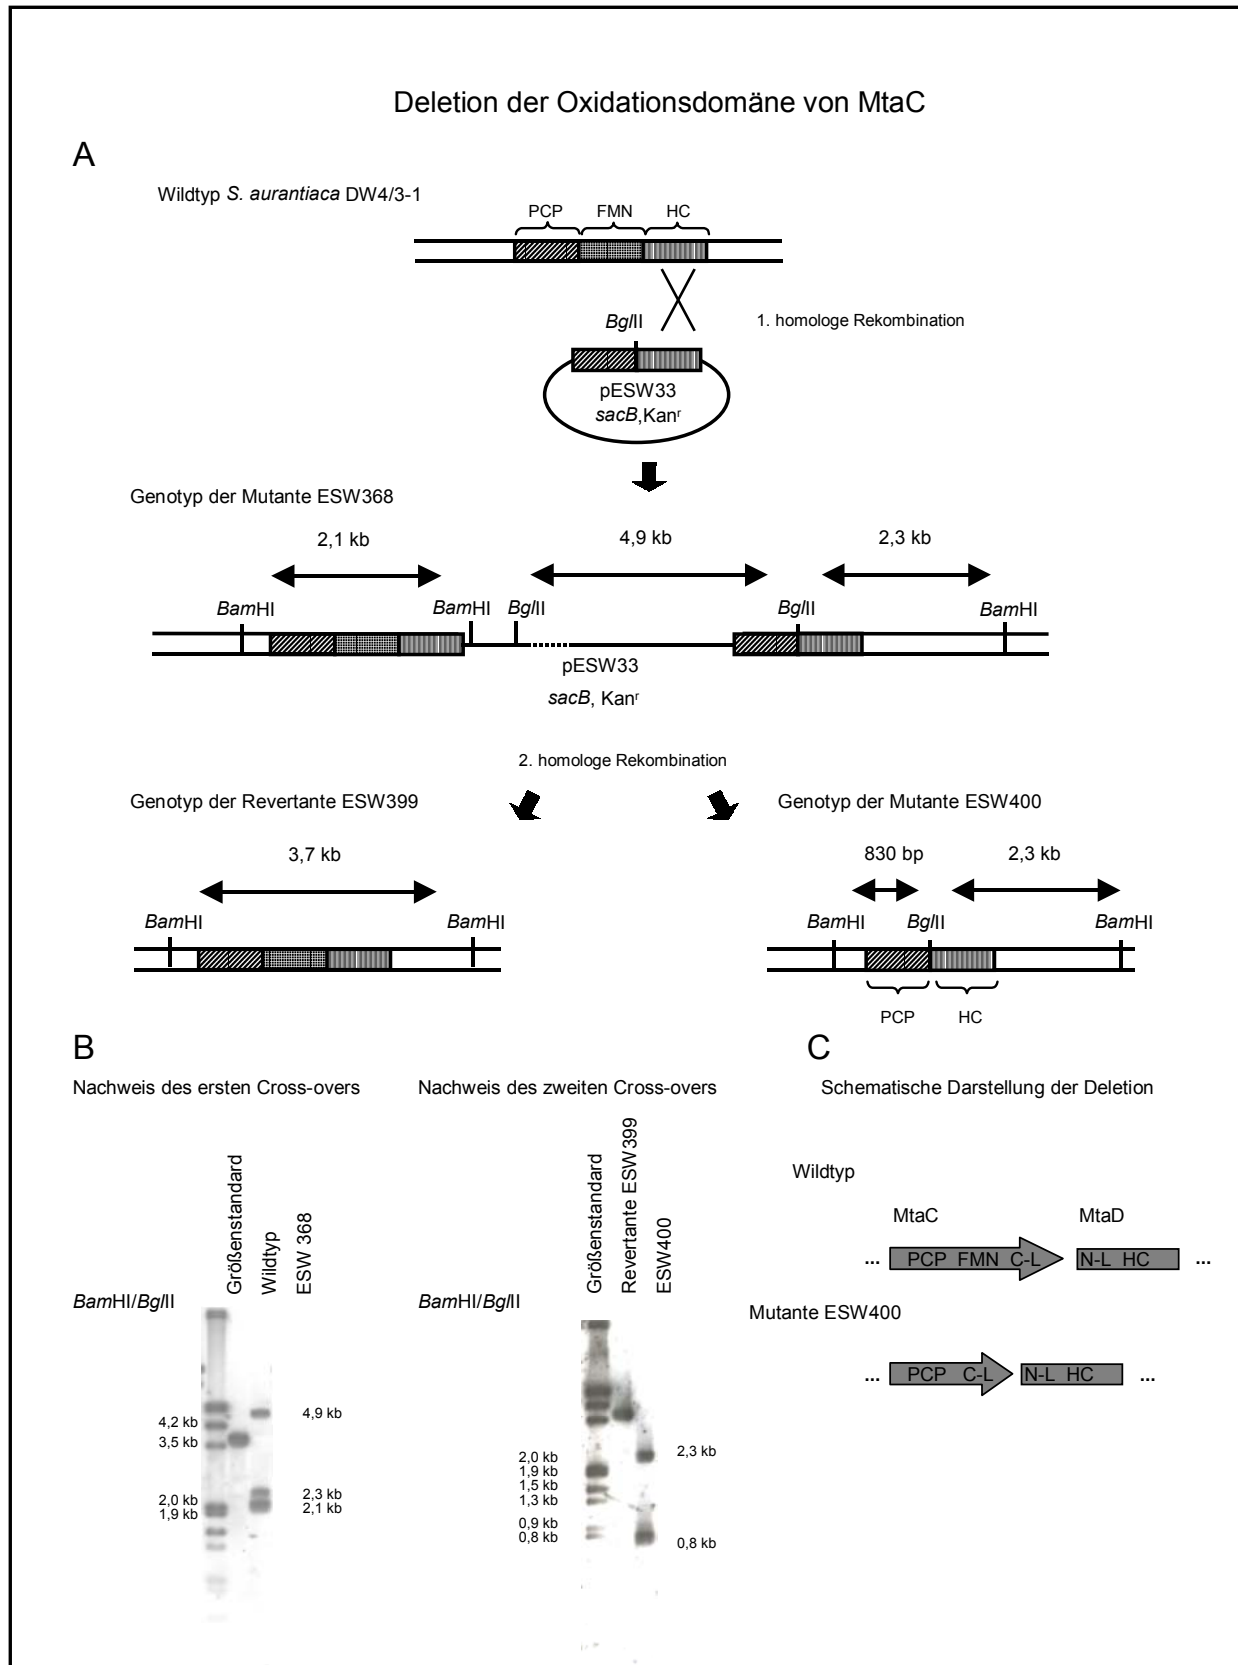 Deletion der Oxidationsdomäne von MtaC
A
Wildtyp S. aurantiaca DW4/3-1
PCP FMN HC
BglII
1. homologe Rekombination
pESW33
sacB,Kanr
Genotyp der Mutante ESW368
2,1 kb 4,9 kb 2,3 kb
BamHI BamHI BglII BglII BamHI
pESW33
sacB, Kanr
2. homologe Rekombination
Genotyp der Revertante ESW399
Genotyp der Mutante ESW400
3,7 kb
830 bp 2,3 kb
BamHI BamHI
BamHI BglII BamHI
PCP HC
B
Nachweis des ersten Cross-overs
Größenstandard
Wildtyp
ESW 368
BamHI/BglII
4,2 kb
3,5 kb
2,0 kb
1,9 kb
4,9 kb
2,3 kb
2,1 kb
Nachweis des zweiten Cross-overs
Größenstandard
Revertante ESW399
ESW400
BamHI/BglII
2,0 kb
1,9 kb
1,5 kb
1,3 kb
0,9 kb
0,8 kb
2,3 kb
0,8 kb
C
Schematische Darstellung der Deletion
Wildtyp
MtaC MtaD
... PCP FMN C-L N-L HC ...
Mutante ESW400
... PCP C-L N-L HC ...